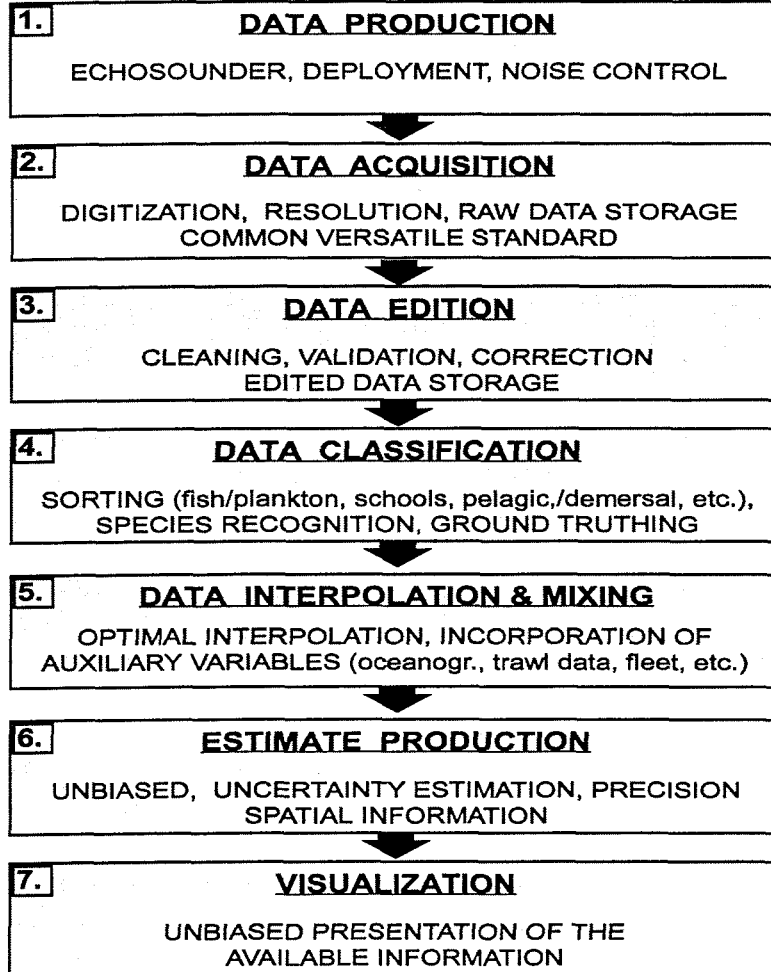 1. DATA PRODUCTION
ECHOSOUNDER, DEPLOYMENT, NOISE CONTROL
2. DATA ACQUISITION
DIGITIZATION, RESOLUTION, RAW DATA STORAGE
COMMON VERSATILE STANDARD
3. DATA EDITION
CLEANING, VALIDATION, CORRECTION
EDITED DATA STORAGE
4. DATA CLASSIFICATION
SORTING (fish/plankton, schools, pelagic,/demersal, etc.),
SPECIES RECOGNITION, GROUND TRUTHING
5. DATA INTERPOLATION & MIXING
OPTIMAL INTERPOLATION, INCORPORATION OF
AUXILIARY VARIABLES (oceanogr., trawl data, fleet, etc.)
6. ESTIMATE PRODUCTION
UNBIASED, UNCERTAINTY ESTIMATION, PRECISION
SPATIAL INFORMATION
7. VISUALIZATION
UNBIASED PRESENTATION OF THE
AVAILABLE INFORMATION